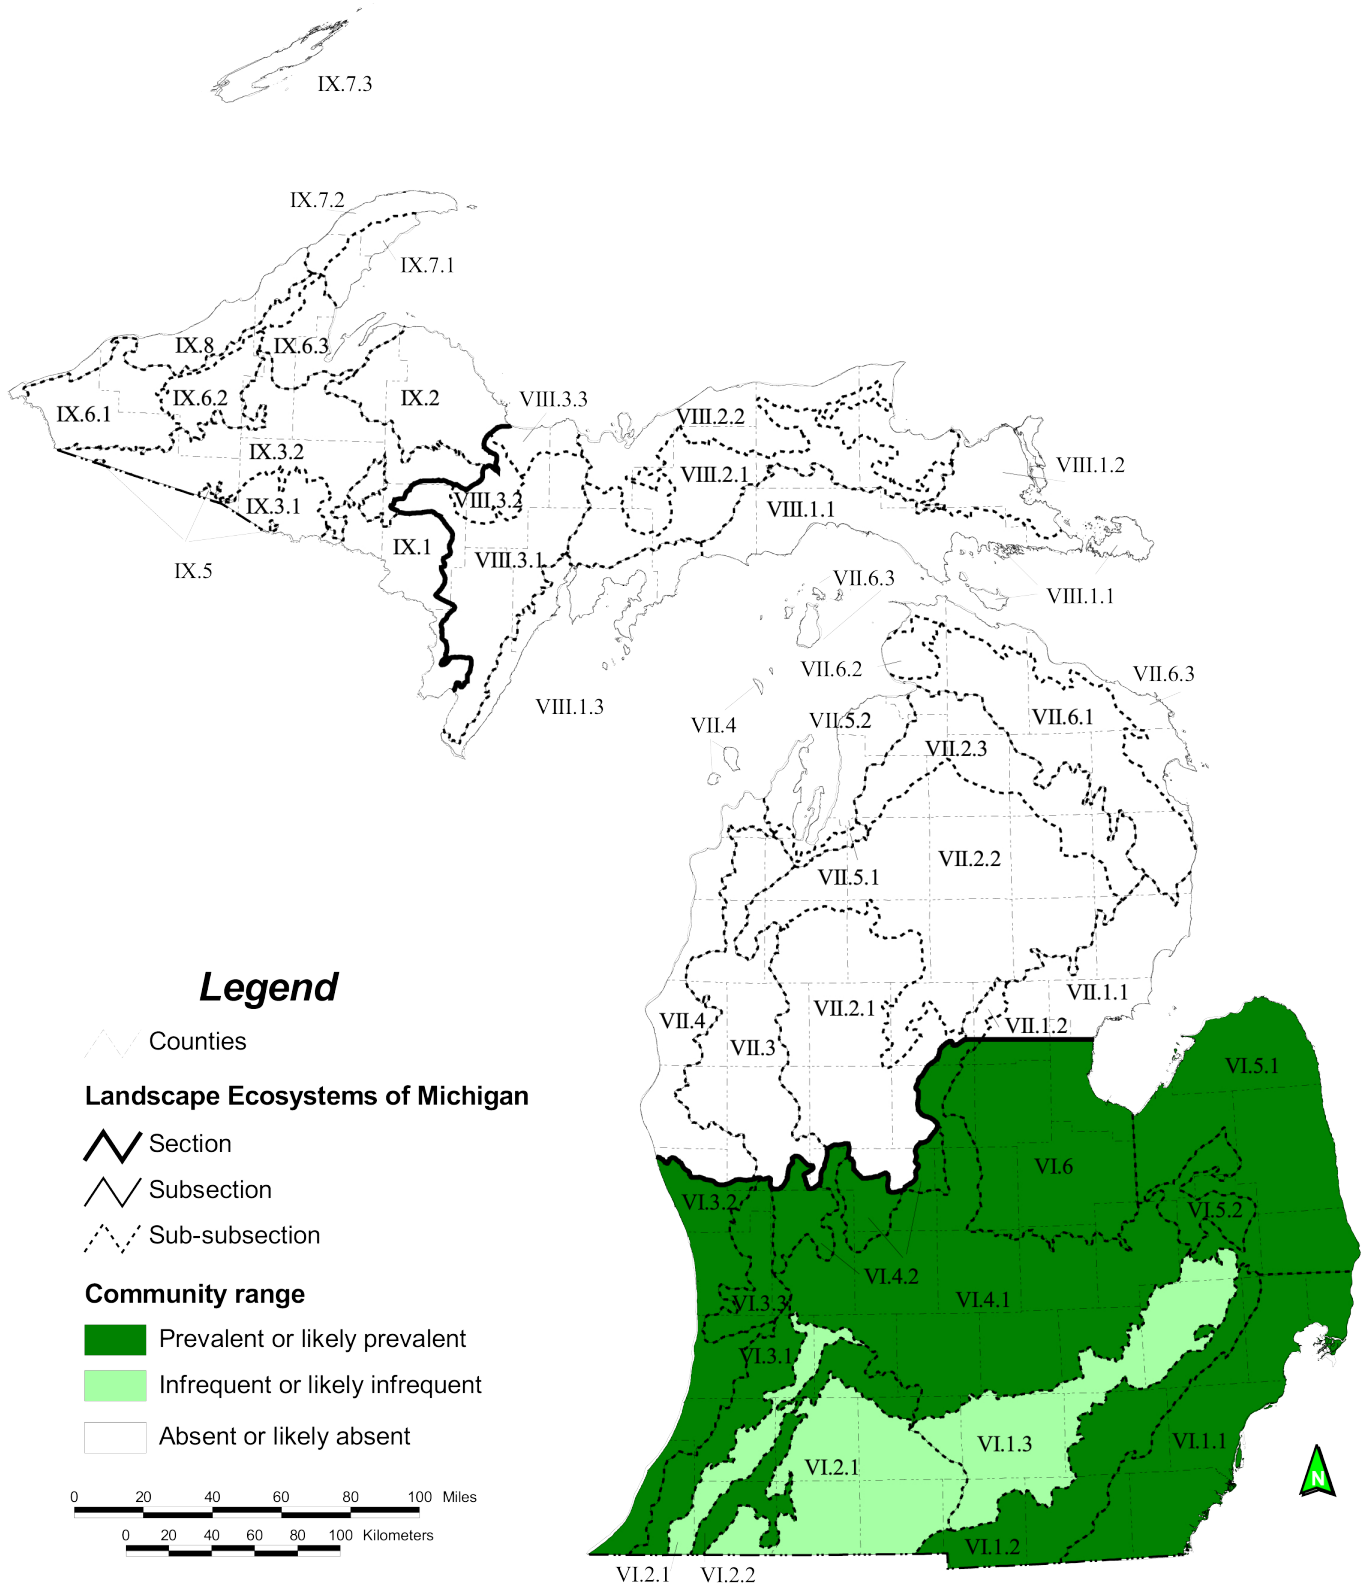 IX.7.3
IX.7.2
IX.7.1
IX.8
IX.6.3
IX.6.1
IX.6.2
IX.2
VIII.3.3
VIII.2.2
IX.3.2
VIII.2.1
VIII.1.2
IX.3.1
VIII.3.2
VIII.1.1
IX.1
VIII.3.1
IX.5
VII.6.3
VIII.1.1
VII.6.2
VII.6.3
VIII.1.3
VII.4
VII.5.2
VII.6.1
VII.2.3
VII.2.2
VII.5.1
VII.1.1
VII.4
VII.2.1
VII.1.2
VII.3
VI.5.1
VI.6
VI.3.2
VI.5.2
VI.4.2
VI.3.3
VI.4.1
VI.3.1
VI.1.3
VI.1.1
VI.2.1
VI.1.2
VI.2.1
VI.2.2
N
Legend
Counties
Landscape Ecosystems of Michigan
Section
Subsection
Sub-subsection
Community range
Prevalent or likely prevalent
Infrequent or likely infrequent
Absent or likely absent
0 20 40 60 80 100 Miles
0 20 40 60 80 100 Kilometers